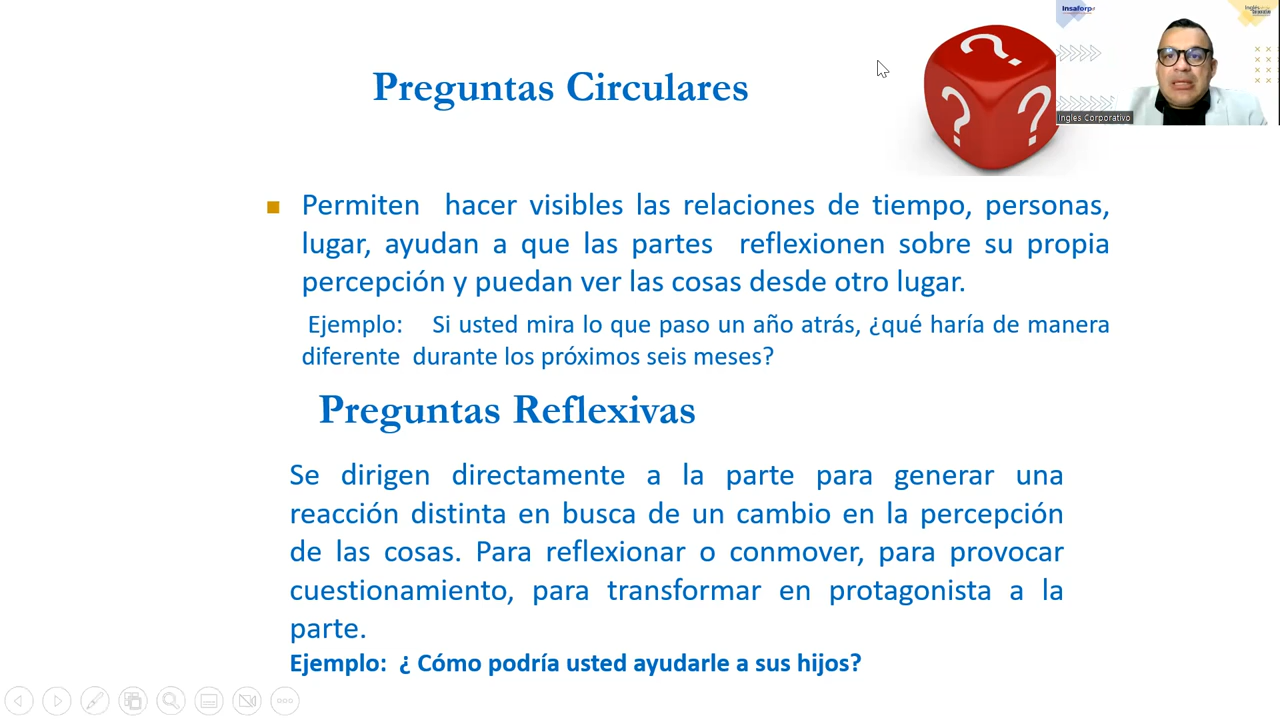 Preguntas Circulares
Insaforp
Ingles Corporativo
Permiten hacer visibles las relaciones de tiempo, personas,
lugar, ayudan a que las partes reflexionen sobre su propia
percepción y puedan ver las cosas desde otro lugar.
Ejemplo: Si usted mira lo que paso un año atrás, ¿qué haría de manera
diferente durante los próximos seis meses?
Preguntas Reflexivas
Se dirigen directamente a la parte para generar una
reacción distinta en busca de un cambio en la percepción
de las cosas. Para reflexionar o conmover, para provocar
cuestionamiento, para transformar en protagonista a la
parte.
Ejemplo: ¿ Cómo podría usted ayudarle a sus hijos?